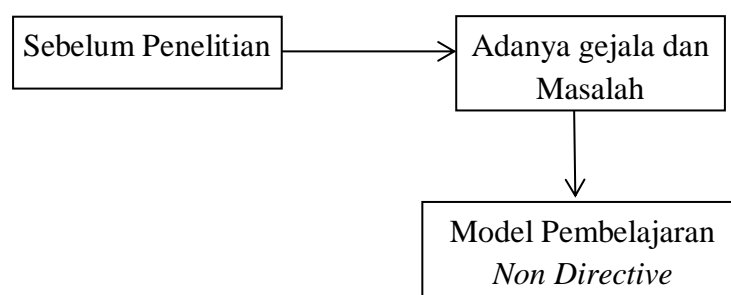 Sebelum Penelitian
Adanya gejala dan
Masalah
Model Pembelajaran
Non Directive